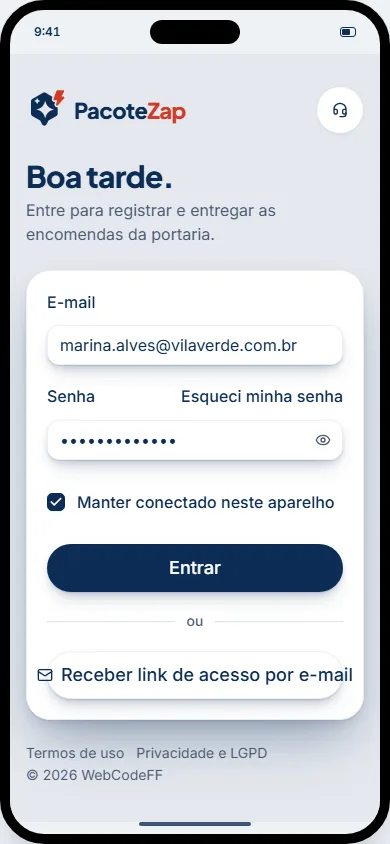 9:41
PacoteZap
Boa tarde.
Entre para registrar e entregar as
encomendas da portaria.
E-mail
marina.alves@vilaverde.com.br
Senha Esqueci minha senha
•••••••••••••
Manter conectado neste aparelho
Entrar
ou
Receber link de acesso por e-mail
Termos de uso Privacidade e LGPD
© 2026 WebCodeFF